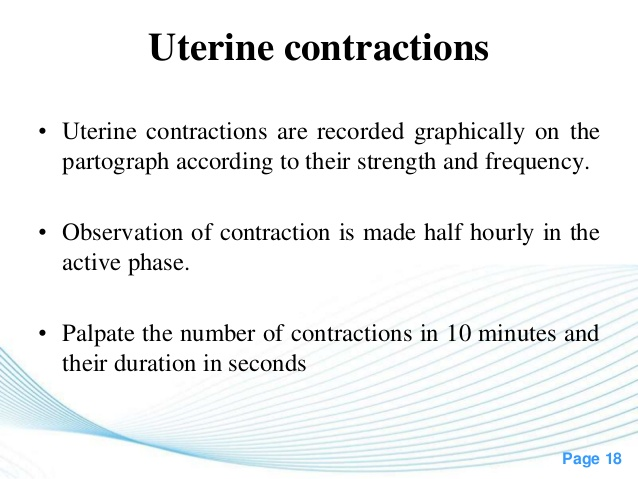 Uterine contractions
• Uterine contractions are recorded graphically on the
partograph according to their strength and frequency.
• Observation of contraction is made half hourly in the
active phase.
• Palpate the number of contractions in 10 minutes and
their duration in seconds
Page 18